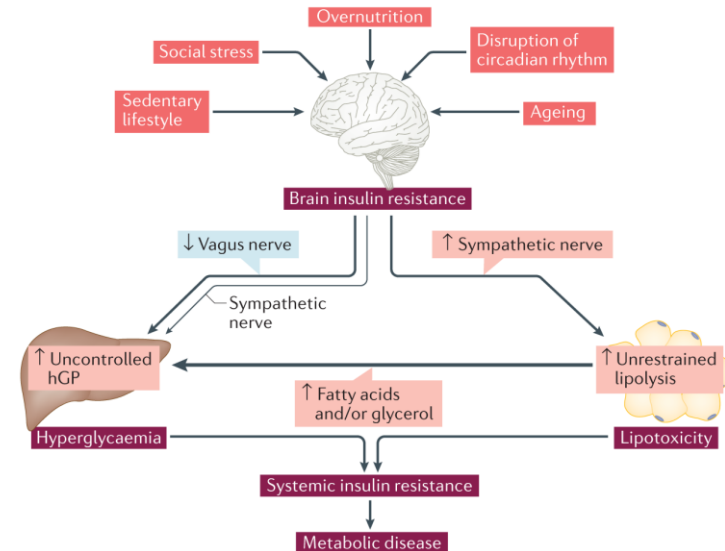 Overnutrition
Social stress
Disruption of
circadian rhythm
Sedentary
lifestyle
Ageing
Brain insulin resistance
↓ Vagus nerve
↑ Sympathetic nerve
Sympathetic
nerve
↑ Uncontrolled
hGP
↑ Unrestrained
lipolysis
↑ Fatty acids
and/or glycerol
Hyperglycaemia
Lipotoxicity
Systemic insulin resistance
Metabolic disease